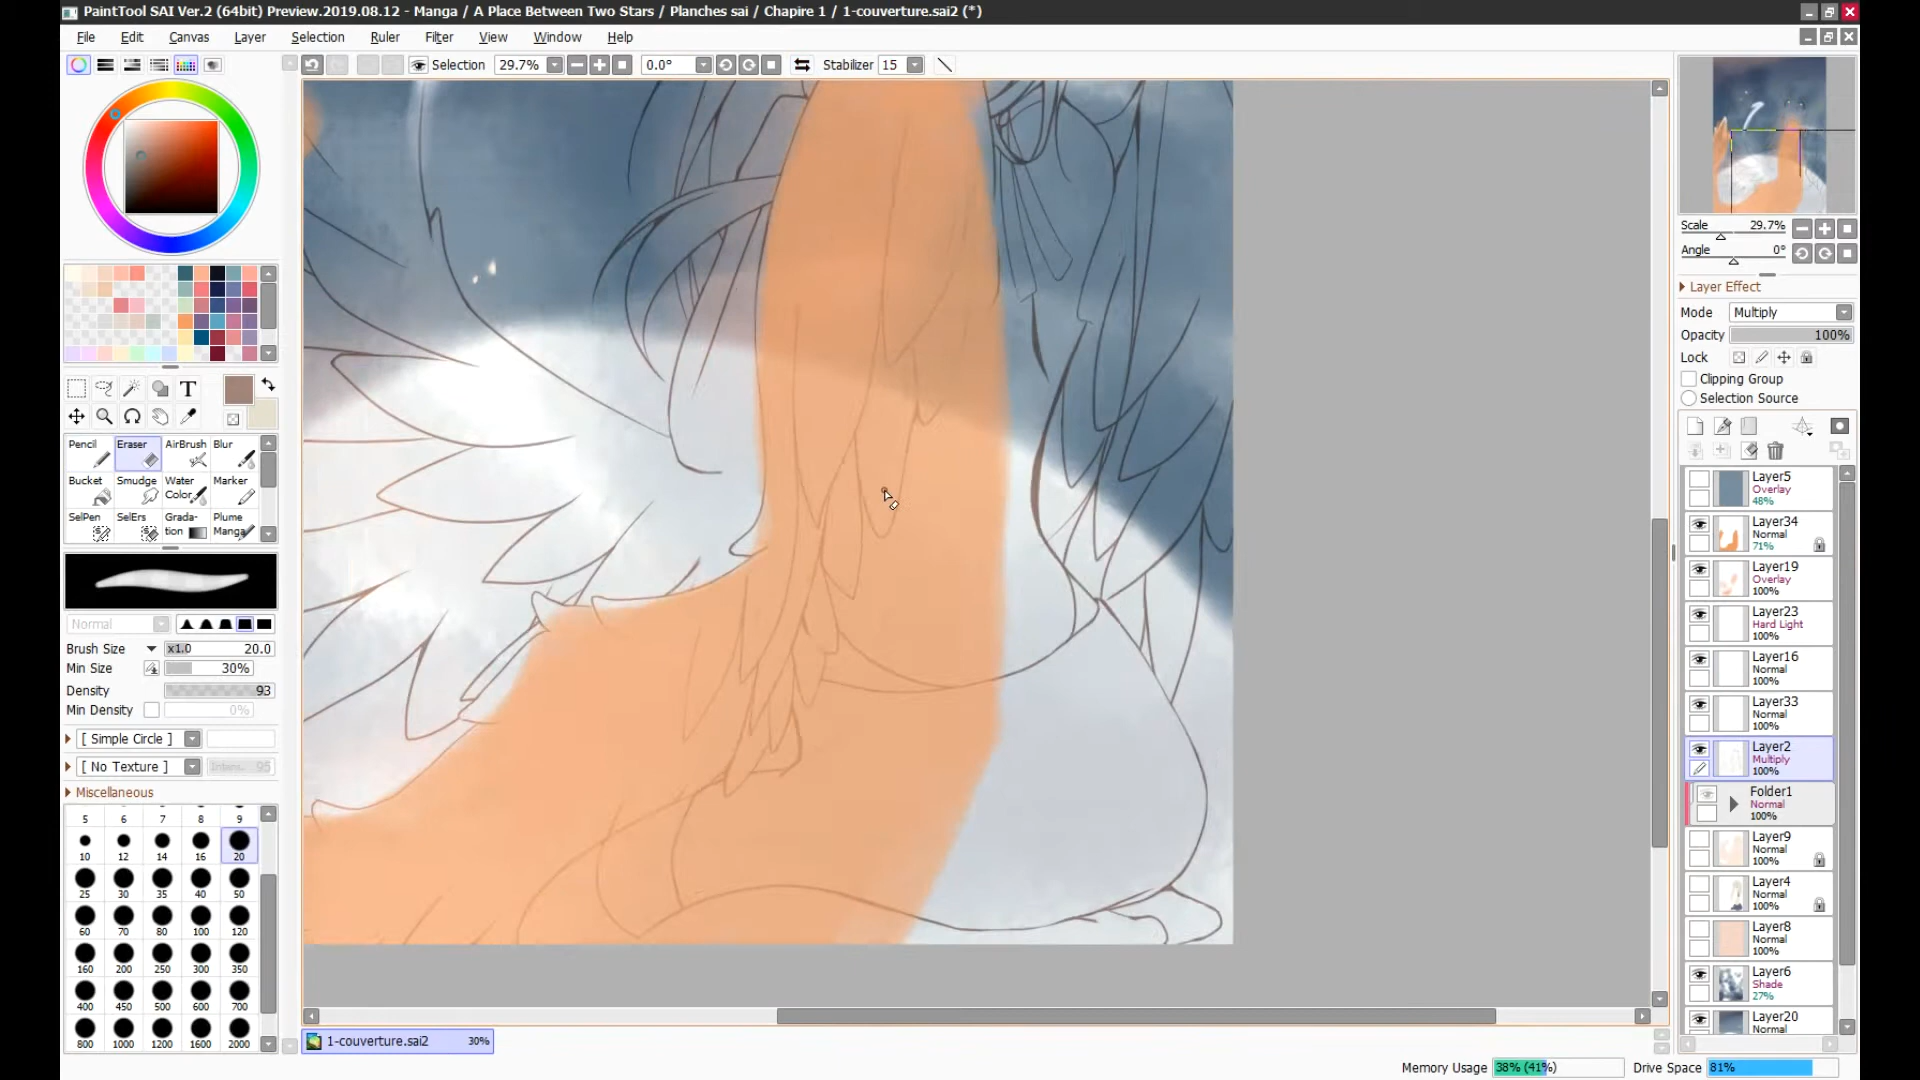 PaintTool SAI Ver.2 (64bit) Preview.2019.08.12 - Manga / A Place Between Two Stars / Planches sai / Chapire 1 / 1-couverture.sai2 (*)
File Edit Canvas Layer Selection Ruler Filter View Window Help
Selection 29.7% 0.0° Stabilizer 15
Scale 29.7%
Angle 0°
Layer Effect
Mode Multiply
Opacity 100%
Lock
Clipping Group
Selection Source
T
Pencil Eraser AirBrush Blur
Bucket Smudge Water Color Marker
SelPen SelErs Gradation Plume Manga
Normal
Brush Size x1.0 20.0
Min Size 30%
Density 93
Min Density 0%
[ Simple Circle ]
[ No Texture ] 95
Miscellaneous
5 6 7 8 9
10 12 14 16 20
25 30 35 40 50
60 70 80 100 120
160 200 250 300 350
400 450 500 600 700
800 1000 1200 1600 2000
Layer5
Overlay
48%
Layer34
Normal
71%
Layer19
Overlay
100%
Layer23
Hard Light
100%
Layer16
Normal
100%
Layer33
Normal
100%
Layer2
Multiply
100%
Folder1
Normal
100%
Layer9
Normal
100%
Layer4
Normal
100%
Layer8
Normal
100%
Layer6
Shade
27%
Layer20
Normal
1-couverture.sai2 30%
Memory Usage 38% (41%) Drive Space 81%